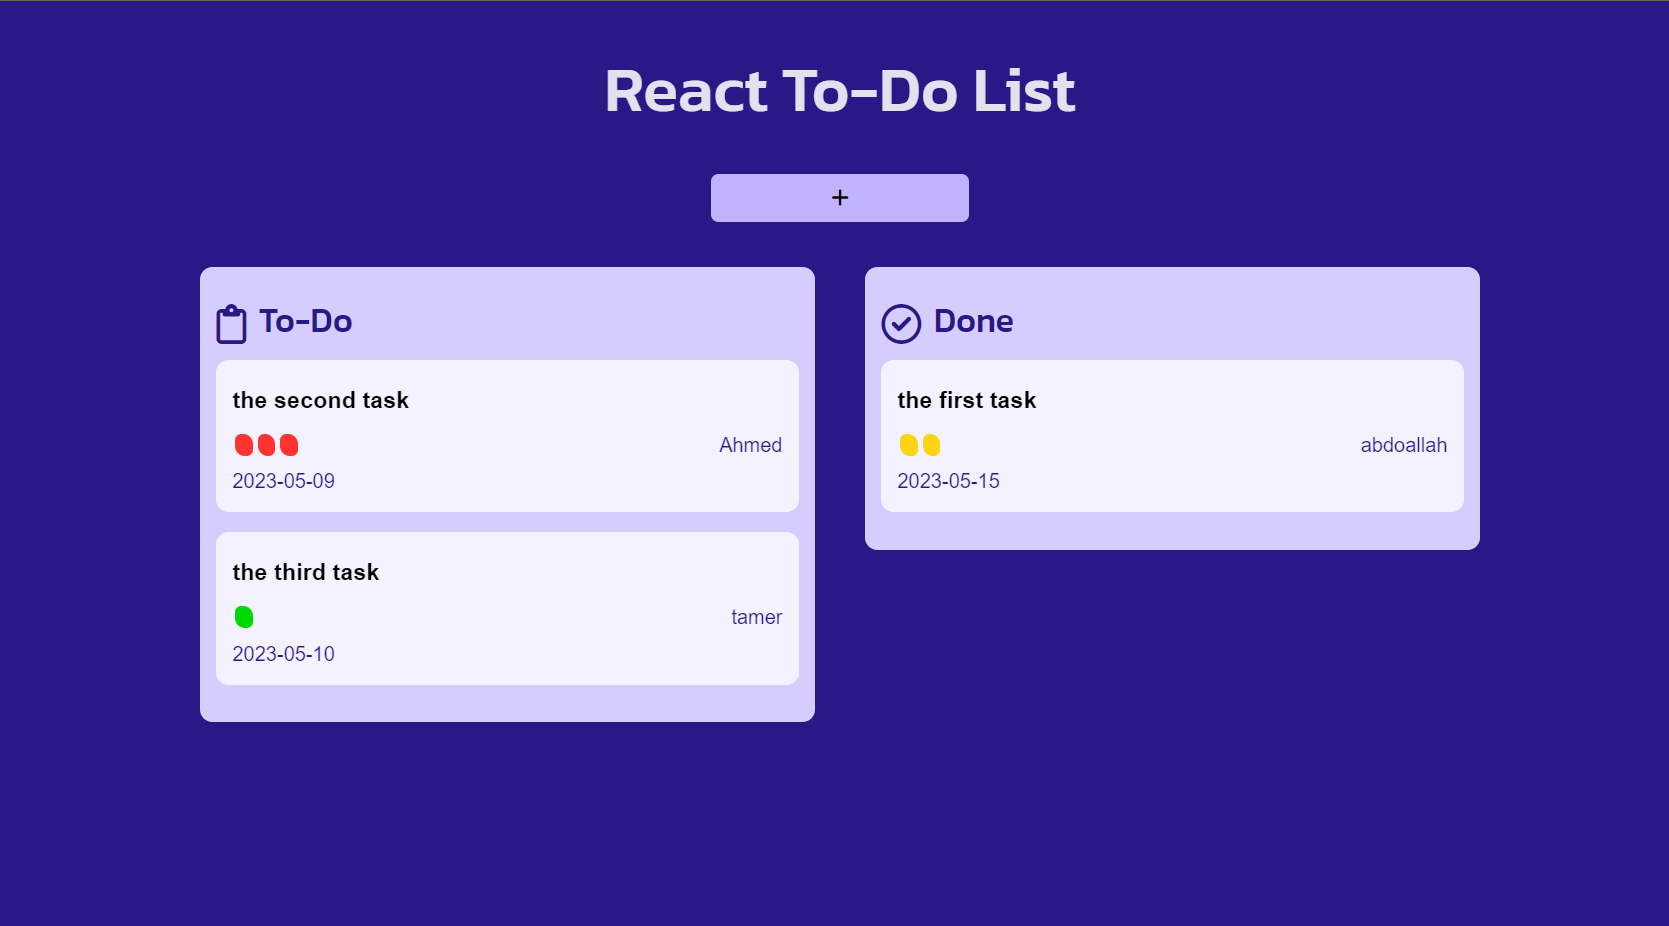 React To-Do List
+
To-Do
the second task
Ahmed
2023-05-09
the third task
tamer
2023-05-10
Done
the first task
abdoallah
2023-05-15